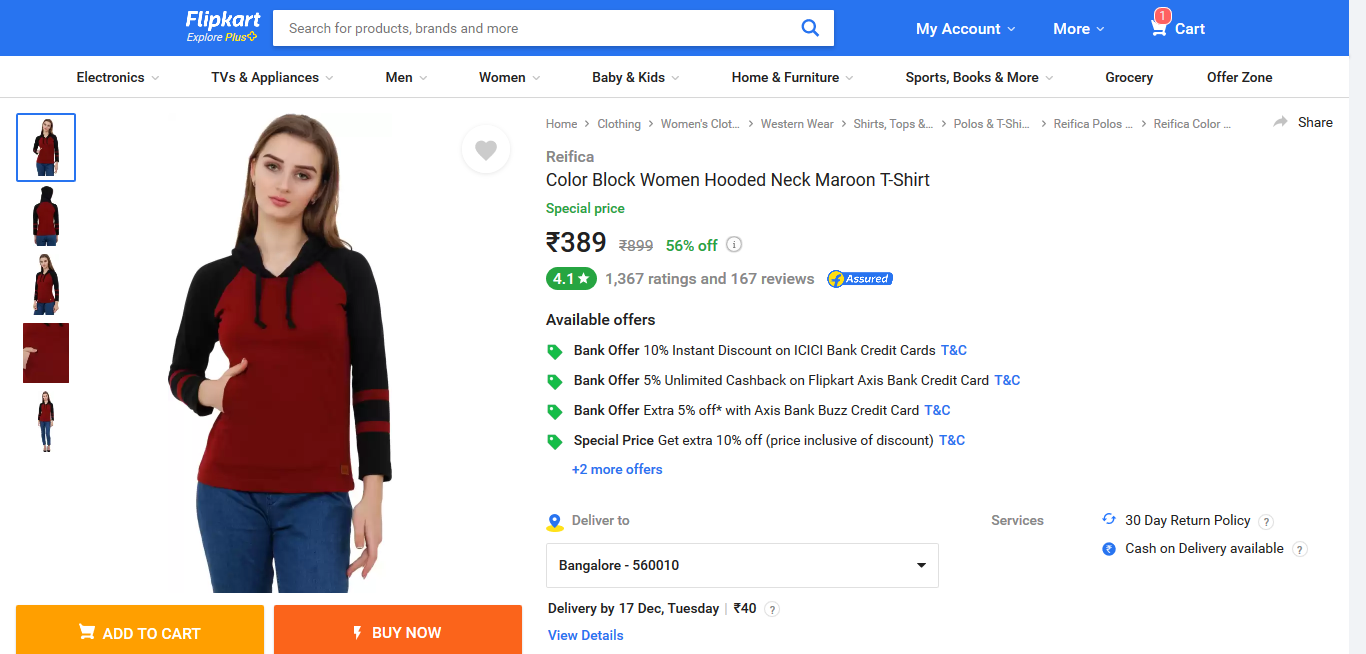 Flipkart
Explore Plus
Search for products, brands and more
My Account
More
1
Cart
Electronics
TVs & Appliances
Men
Women
Baby & Kids
Home & Furniture
Sports, Books & More
Grocery
Offer Zone
Home > Clothing > Women's Clot... > Western Wear > Shirts, Tops &... > Polos & T-Shi... > Reifica Polos ... > Reifica Color ...
Share
Reifica
Color Block Women Hooded Neck Maroon T-Shirt
Special price
₹389 ₹899 56% off i
4.1★ 1,367 ratings and 167 reviews f Assured
Available offers
Bank Offer 10% Instant Discount on ICICI Bank Credit Cards T&C
Bank Offer 5% Unlimited Cashback on Flipkart Axis Bank Credit Card T&C
Bank Offer Extra 5% off* with Axis Bank Buzz Credit Card T&C
Special Price Get extra 10% off (price inclusive of discount) T&C
+2 more offers
Deliver to
Bangalore - 560010
Delivery by 17 Dec, Tuesday | ₹40 ?
View Details
Services
30 Day Return Policy ?
₹ Cash on Delivery available ?
ADD TO CART
BUY NOW